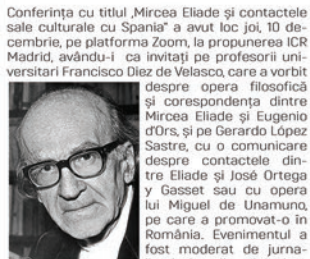 Conferința cu titlul „Mircea Eliade și contactele
sale culturale cu Spania" a avut loc joi, 10 de-
cembrie, pe platforma Zoom, la propunerea ICR
Madrid, avându-i ca invitați pe profesorii uni-
versitari Francisco Diez de Velasco, care a vorbit
despre opera filosofică
și corespondența dintre
Mircea Eliade și Eugenio
d'Ors, și pe Gerardo López
Sastre, cu o comunicare
despre contactele din-
tre Eliade și José Ortega
y Gasset sau cu opera
lui Miguel de Unamuno,
pe care a promovat-o în
România. Evenimentul a
fost moderat de jurna-